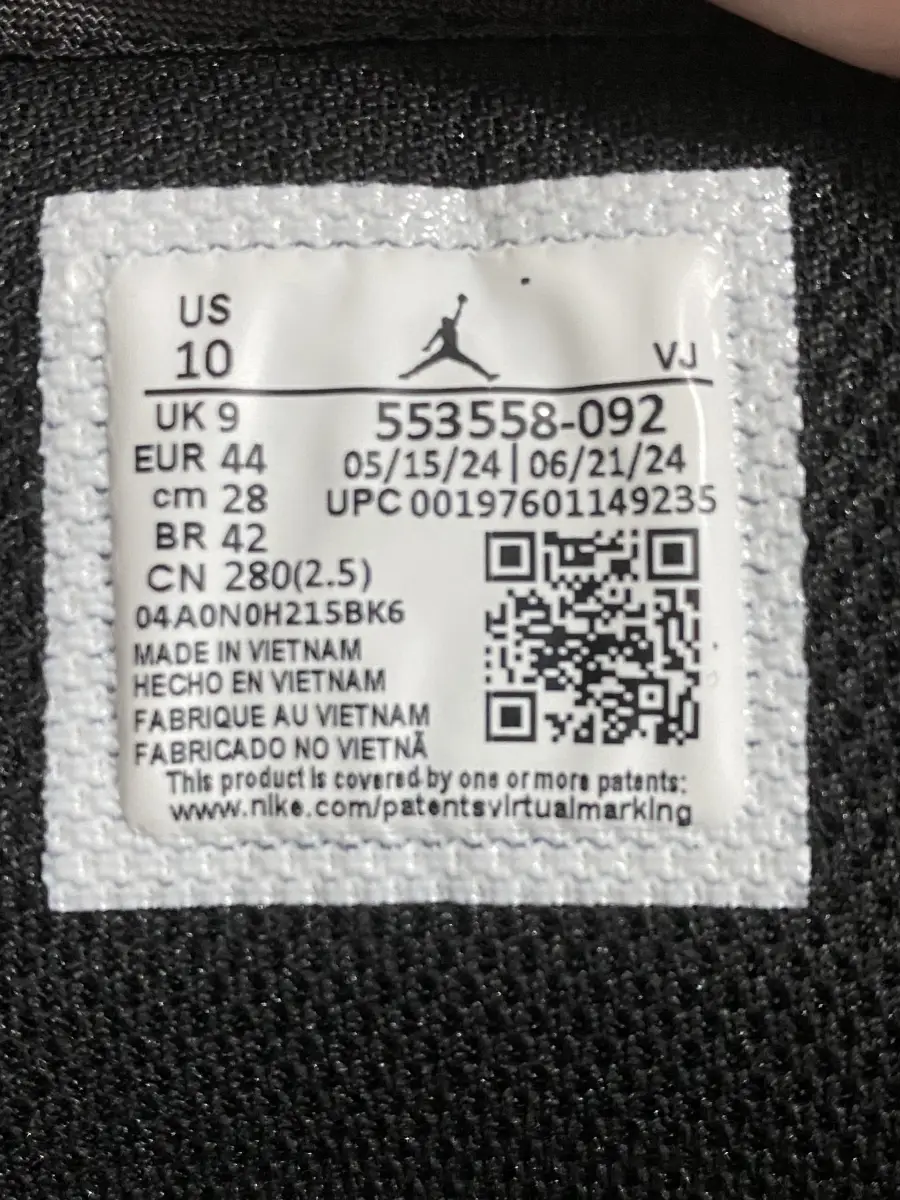 US
10
VJ
UK 9
553558-092
EUR 44
05/15/24 | 06/21/24
cm 28
UPC 00197601149235
BR 42
CN 280(2.5)
04A0N0H215BK6
MADE IN VIETNAM
HECHO EN VIETNAM
FABRIQUE AU VIETNAM
FABRICADO NO VIETNÃ
This product is covered by one or more patents:
www.nike.com/patentsvirtualmarking